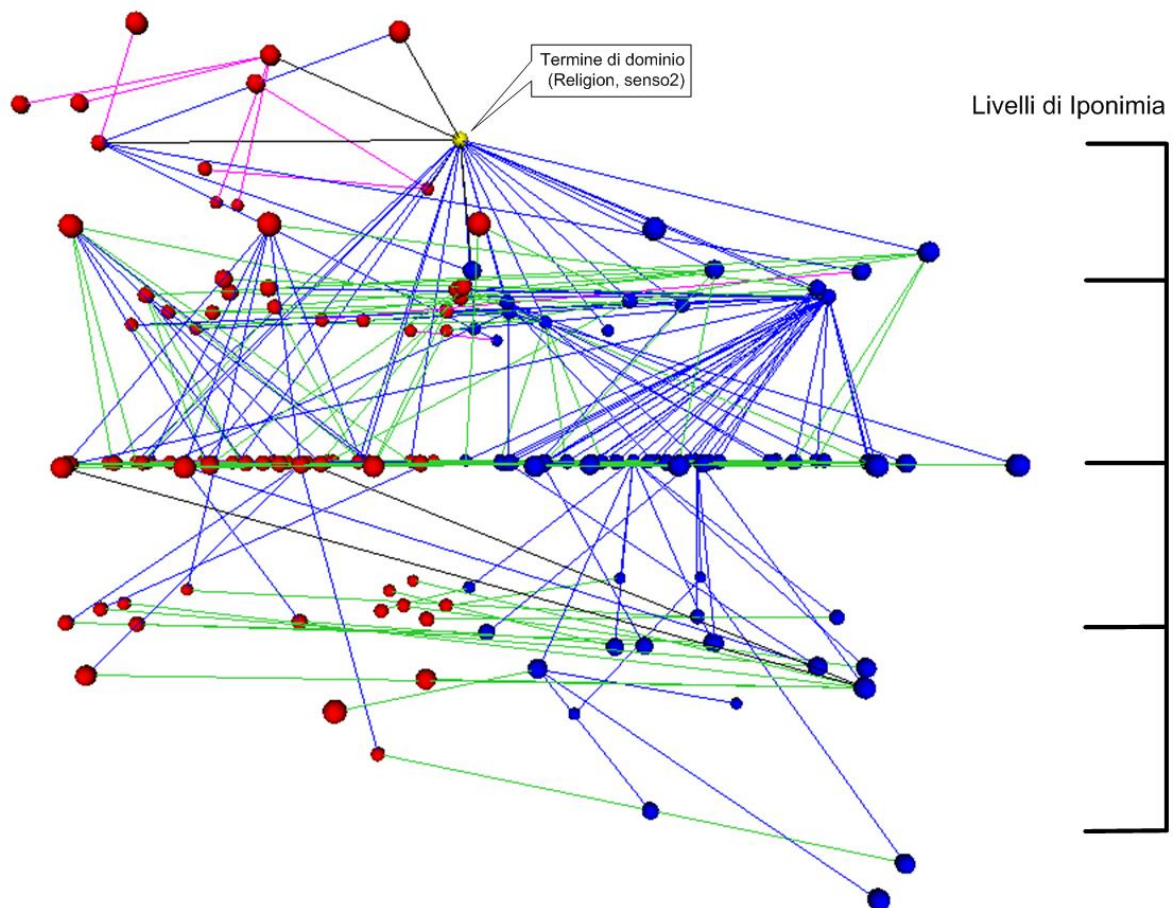 Termine di dominio
(Religion, senso2)
Livelli di Iponimia